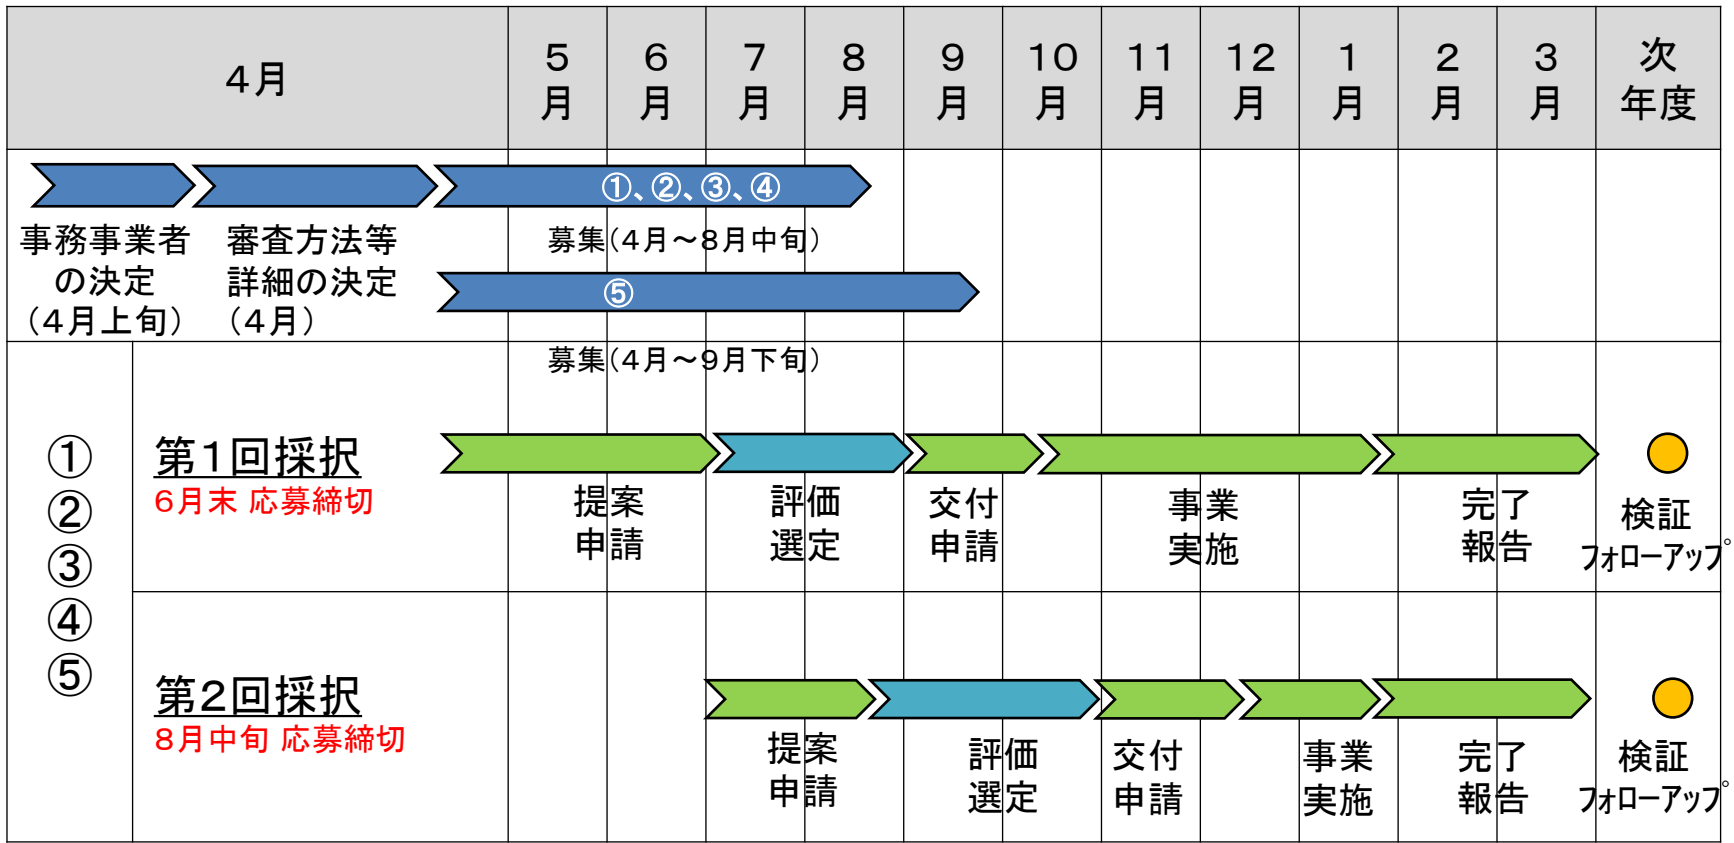 4月
5月
6月
7月
8月
9月
10月
11月
12月
1月
2月
3月
次年度
①、②、③、④
事務事業者
の決定
（4月上旬）
審査方法等
詳細の決定
（4月）
募集（4月～8月中旬）
⑤
募集（4月～9月下旬）
①
②
③
④
⑤
第1回採択
6月末 応募締切
提案
申請
評価
選定
交付
申請
事業
実施
完了
報告
検証
フォローアップ
第2回採択
8月中旬 応募締切
提案
申請
評価
選定
交付
申請
事業
実施
完了
報告
検証
フォローアップ